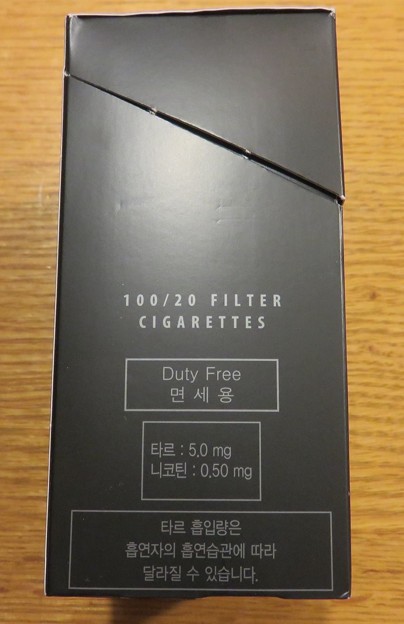 100/20 FILTER
CIGARETTES
Duty Free
면 세 용
타르 : 5.0 mg
니코틴 : 0.50 mg
타르 흡입량은
흡연자의 흡연습관에 따라
달라질 수 있습니다.